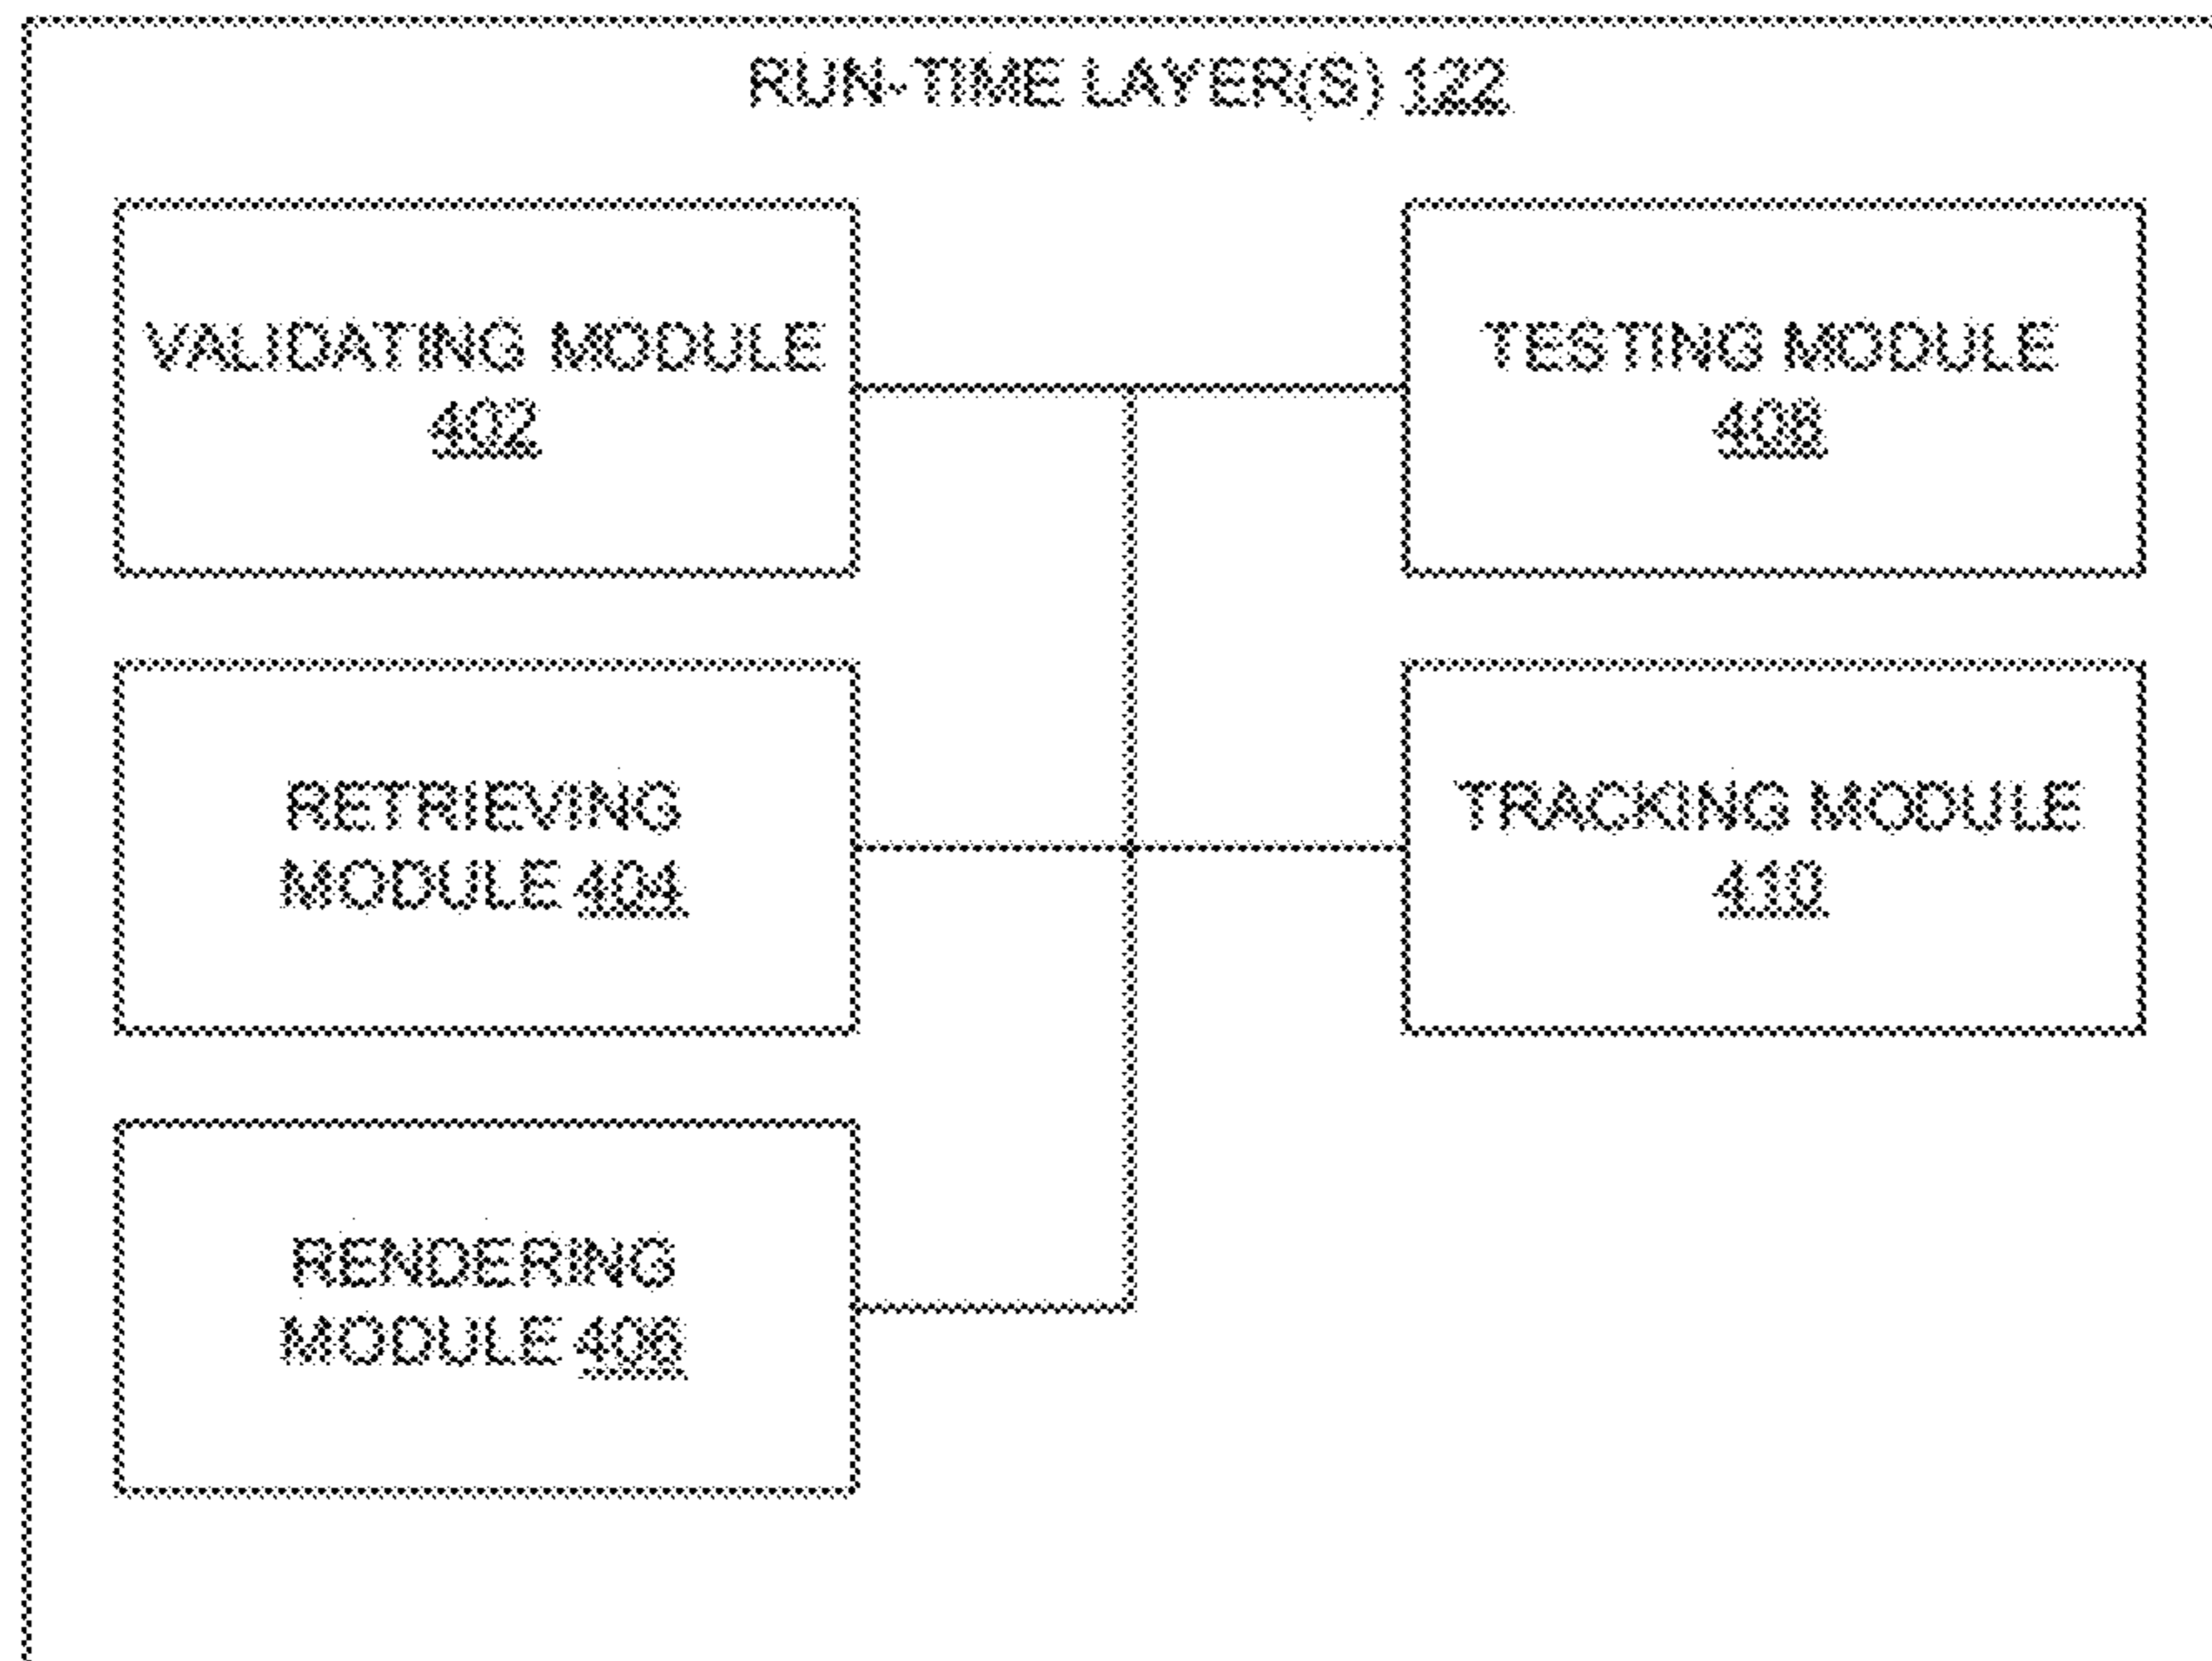 RUN-TIME LAYER(S) 122
VALIDATING MODULE
402
TESTING MODULE
408
RETRIEVING
MODULE 404
TRACKING MODULE
410
RENDERING
MODULE 406